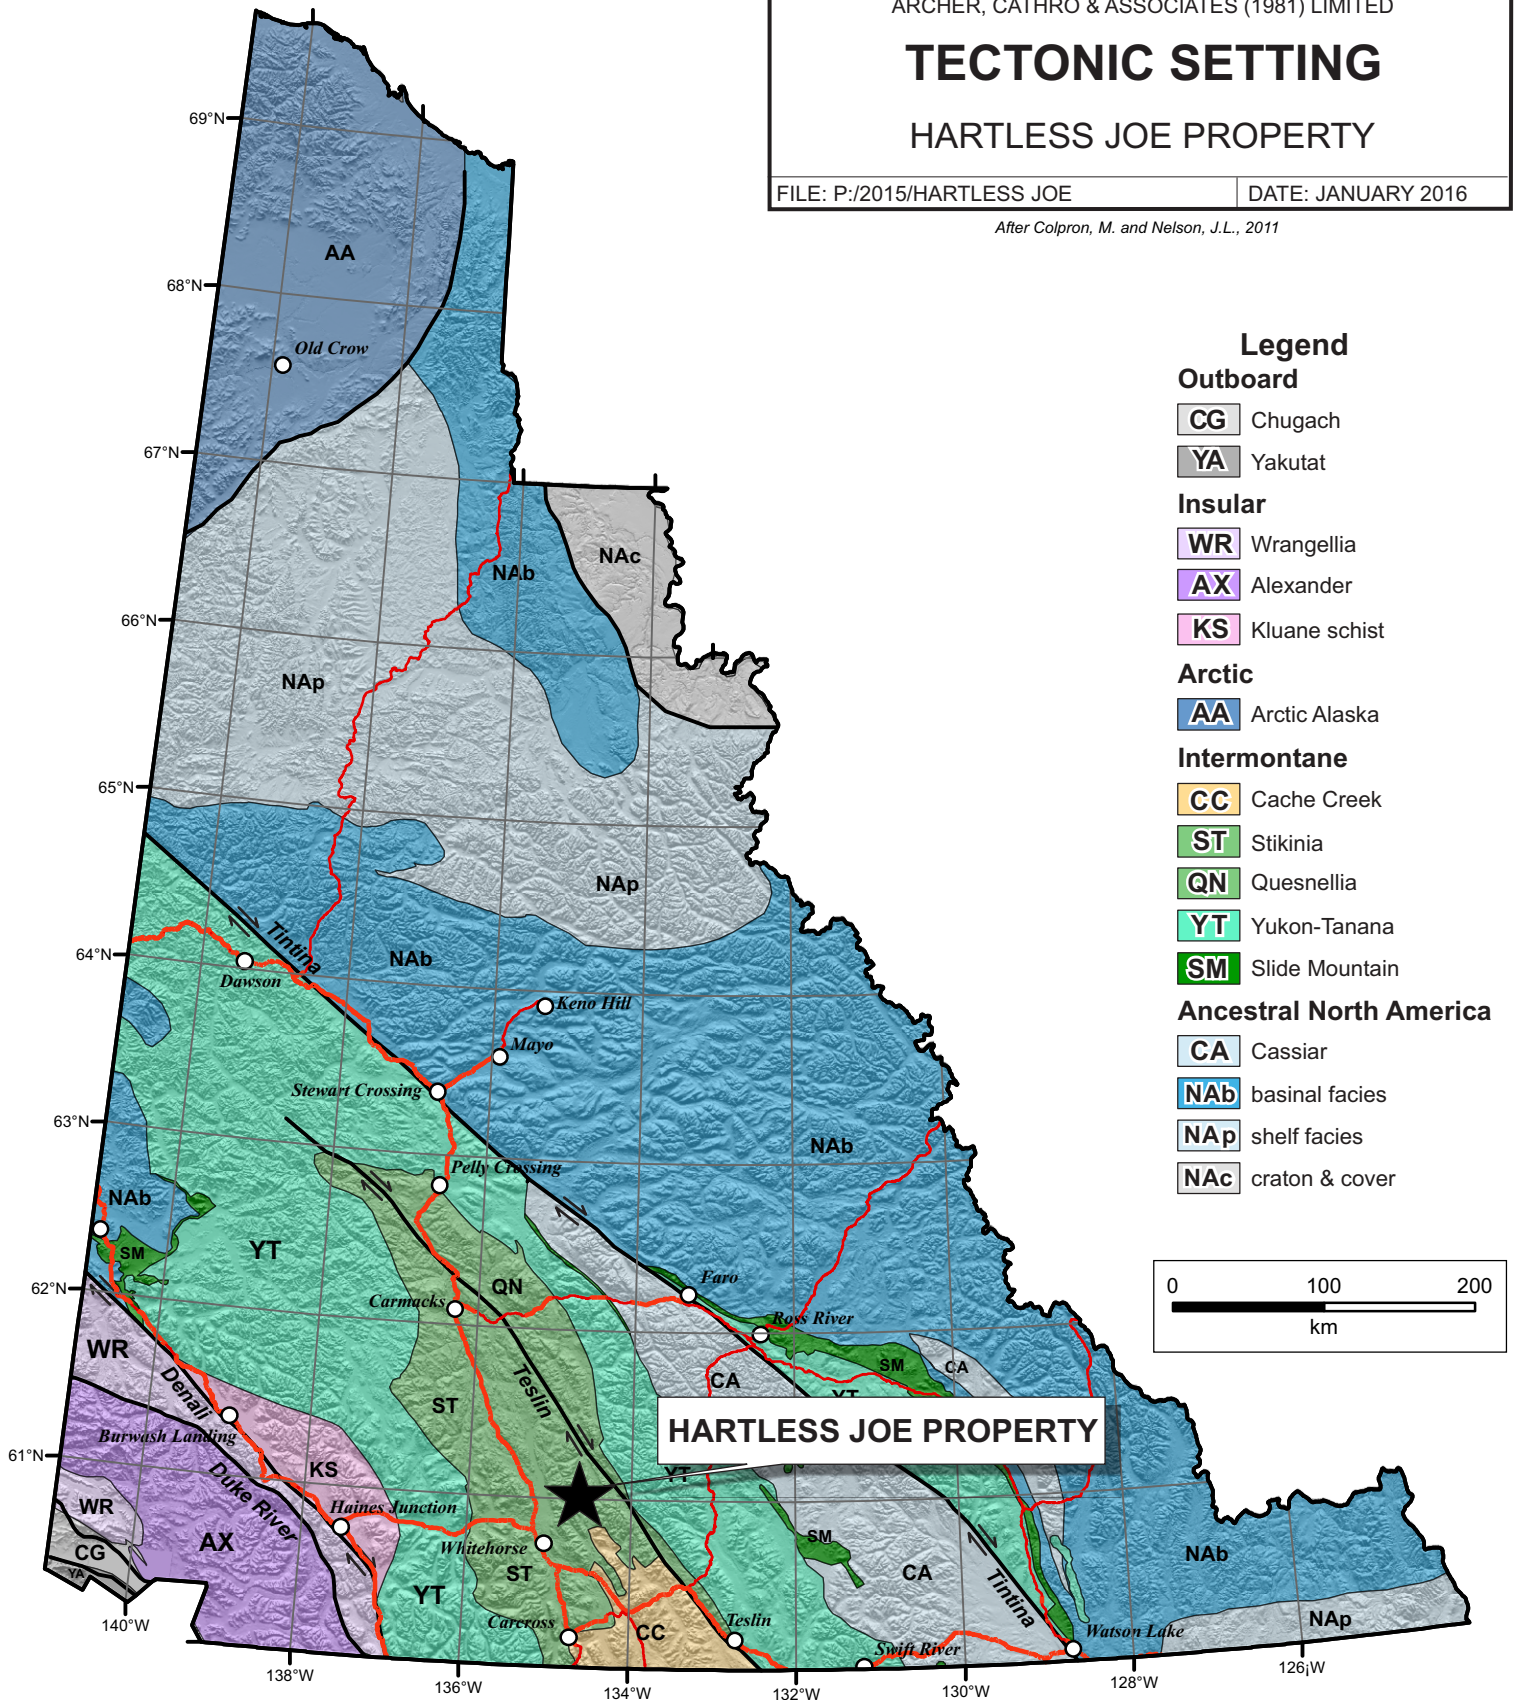 ARCHER, CATHRO & ASSOCIATES (1981) LIMITED
TECTONIC SETTING
HARTLESS JOE PROPERTY
FILE: P:/2015/HARTLESS JOE
DATE: JANUARY 2016
After Colpron, M. and Nelson, J.L., 2011
Legend
Outboard
CG Chugach
YA Yakutat
Insular
WR Wrangellia
AX Alexander
KS Kluane schist
Arctic
AA Arctic Alaska
Intermontane
CC Cache Creek
ST Stikinia
QN Quesnellia
YT Yukon-Tanana
SM Slide Mountain
Ancestral North America
CA Cassiar
NAb basinal facies
NAp shelf facies
NAc craton & cover
0 100 200
km
69°N
68°N
67°N
66°N
65°N
64°N
63°N
62°N
61°N
140°W
138°W
136°W
134°W
132°W
130°W
128°W
126°W
AA
Old Crow
NAc
NAb
NAp
NAp
Tintina
NAb
Dawson
Keno Hill
Mayo
Stewart Crossing
NAb
Pelly Crossing
NAb
SM
YT
QN
Faro
Carmacks
Ross River
WR
SM
CA
Denali
CA
YT
Teslin
ST
HARTLESS JOE PROPERTY
Burwash Landing
KS
Duke River
YT
WR
Haines Junction
SM
AX
Whitehorse
CG
NAb
YA
ST
CA
YT
Tintina
Carcross
Teslin
NAp
CC
Watson Lake
Swift River